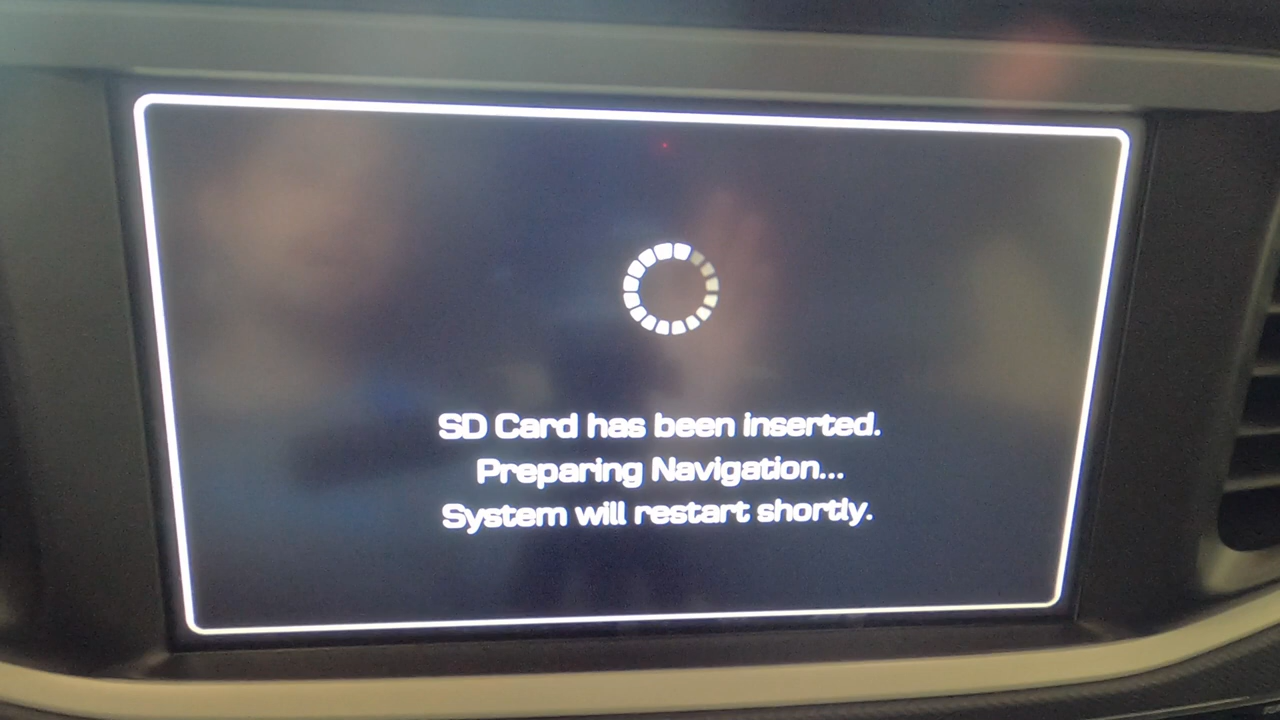 SD Card has been inserted.
Preparing Navigation...
System will restart shortly.